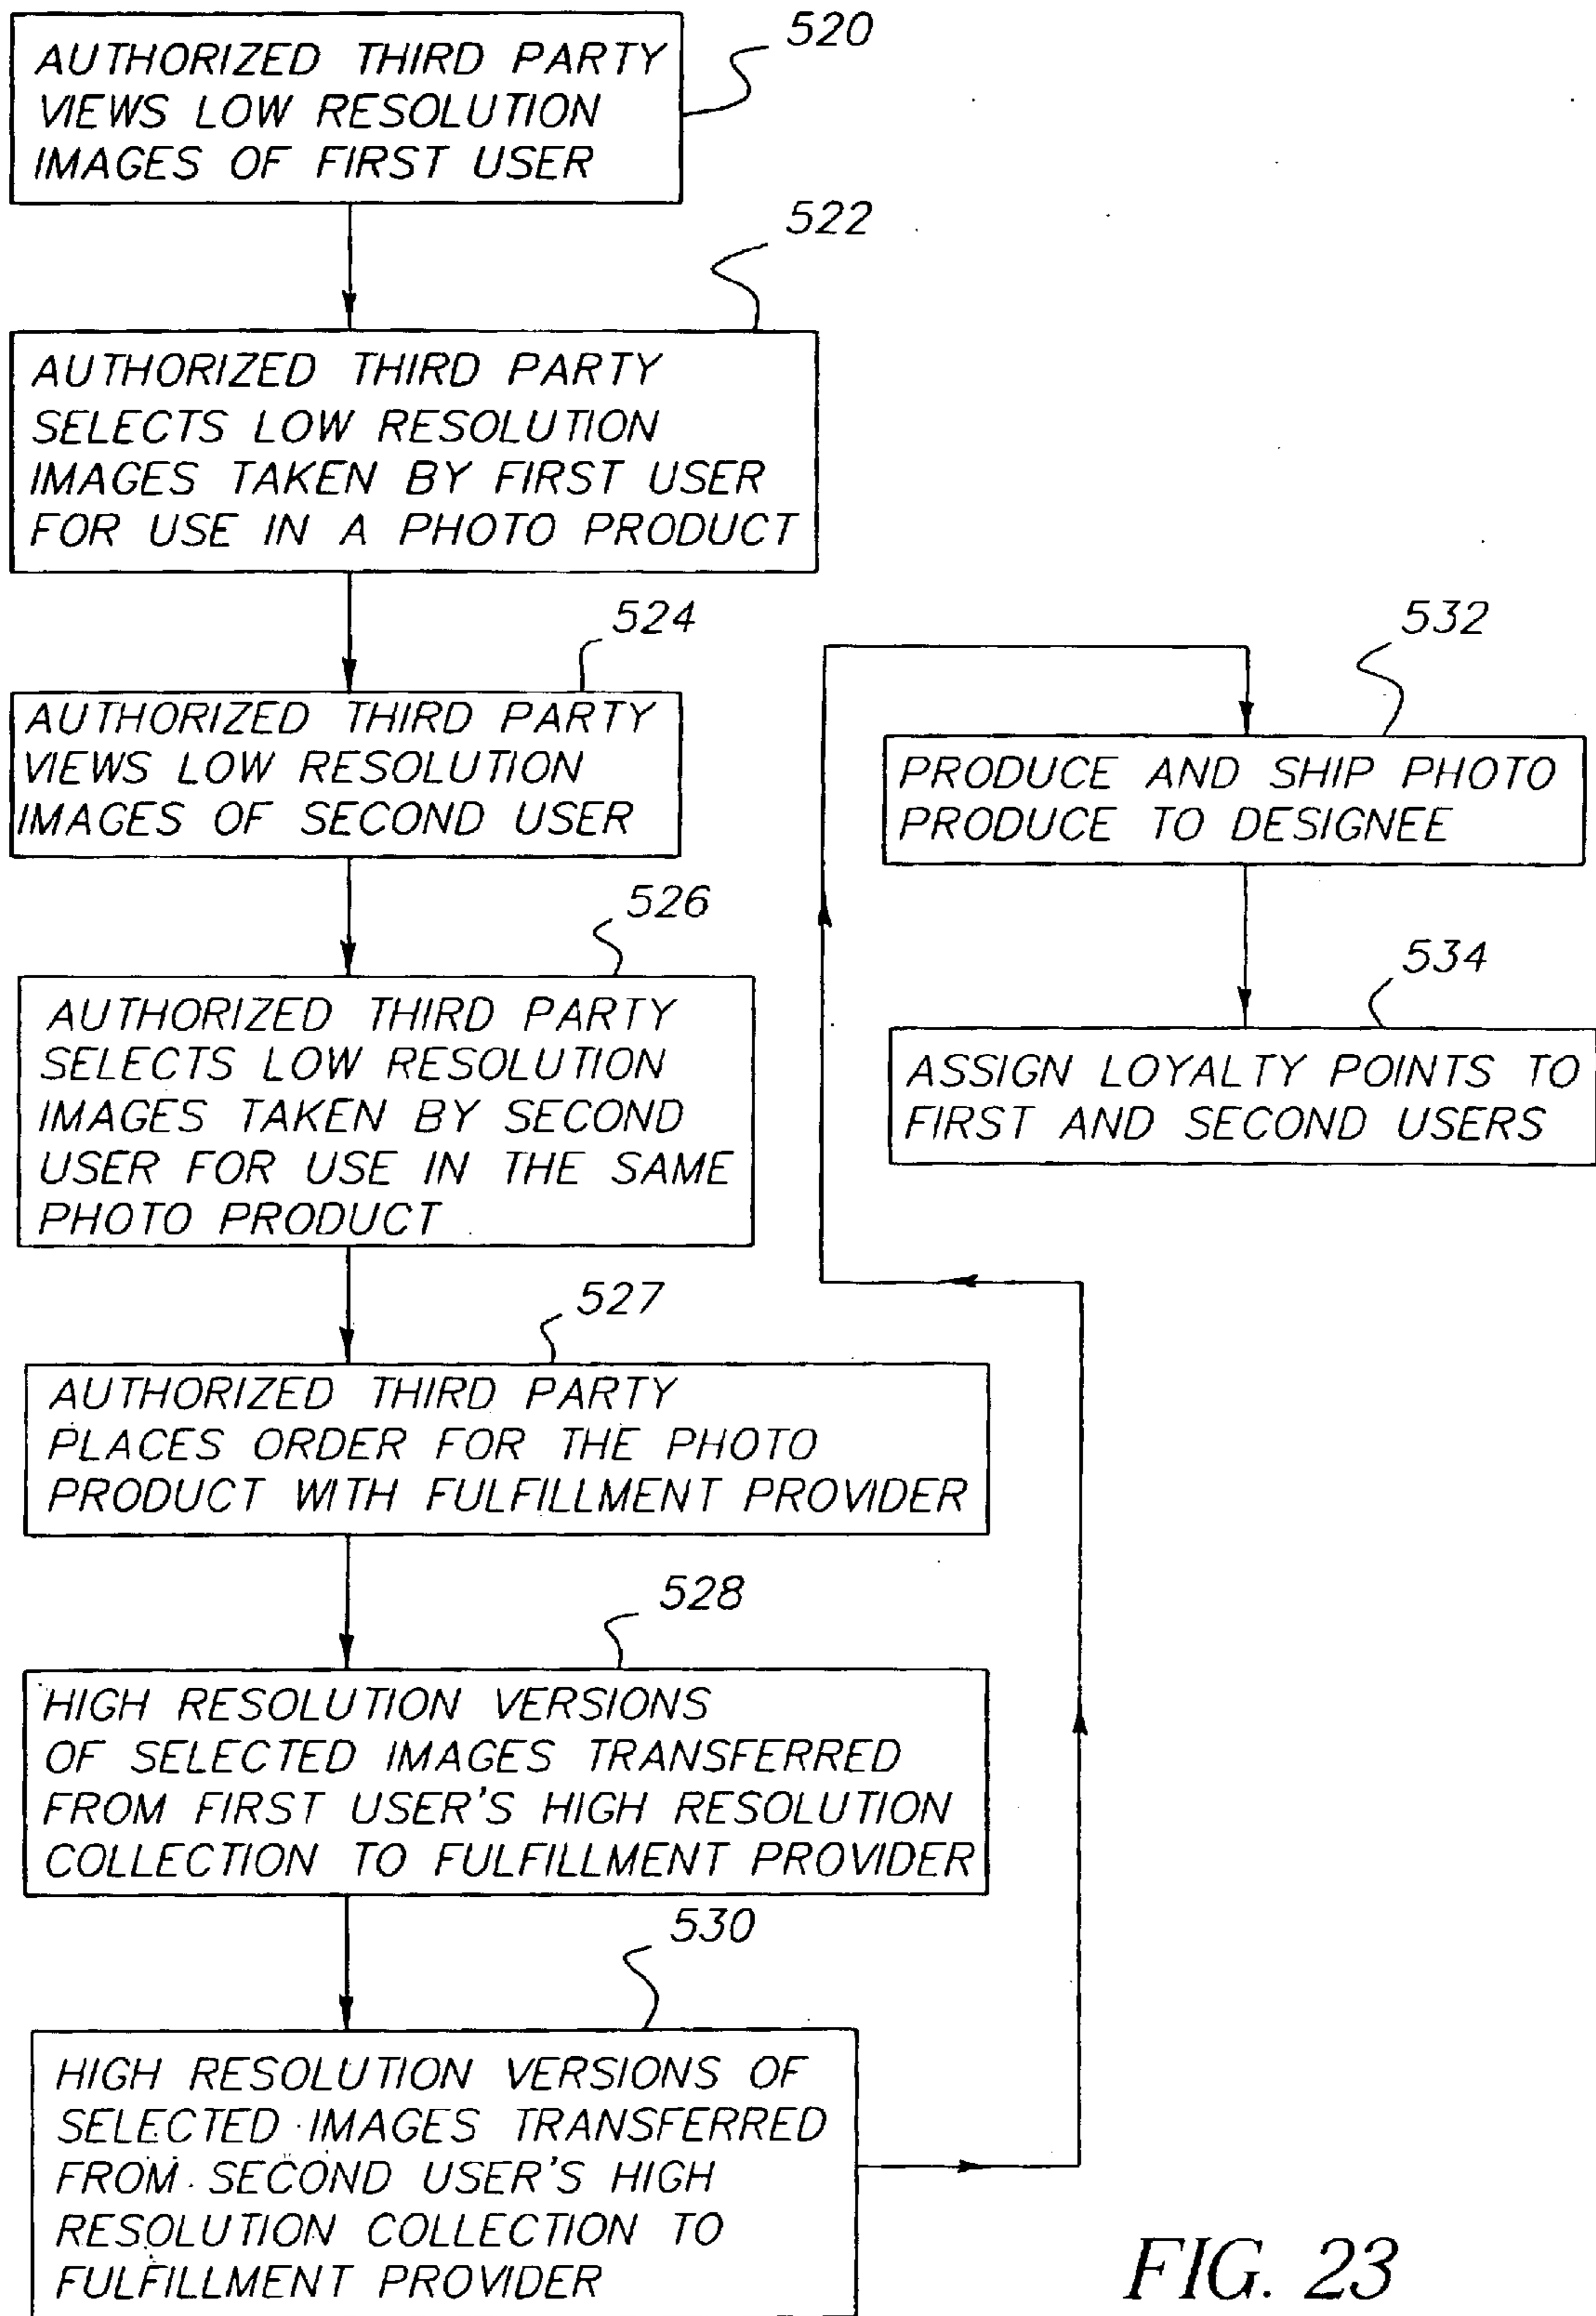 520
AUTHORIZED THIRD PARTY
VIEWS LOW RESOLUTION
IMAGES OF FIRST USER
522
AUTHORIZED THIRD PARTY
SELECTS LOW RESOLUTION
IMAGES TAKEN BY FIRST USER
FOR USE IN A PHOTO PRODUCT
524
AUTHORIZED THIRD PARTY
VIEWS LOW RESOLUTION
IMAGES OF SECOND USER
526
AUTHORIZED THIRD PARTY
SELECTS LOW RESOLUTION
IMAGES TAKEN BY SECOND
USER FOR USE IN THE SAME
PHOTO PRODUCT
527
AUTHORIZED THIRD PARTY
PLACES ORDER FOR THE PHOTO
PRODUCT WITH FULFILLMENT PROVIDER
528
HIGH RESOLUTION VERSIONS
OF SELECTED IMAGES TRANSFERRED
FROM FIRST USER'S HIGH RESOLUTION
COLLECTION TO FULFILLMENT PROVIDER
530
HIGH RESOLUTION VERSIONS OF
SELECTED IMAGES TRANSFERRED
FROM SECOND USER'S HIGH
RESOLUTION COLLECTION TO
FULFILLMENT PROVIDER
532
PRODUCE AND SHIP PHOTO
PRODUCE TO DESIGNEE
534
ASSIGN LOYALTY POINTS TO
FIRST AND SECOND USERS
FIG. 23